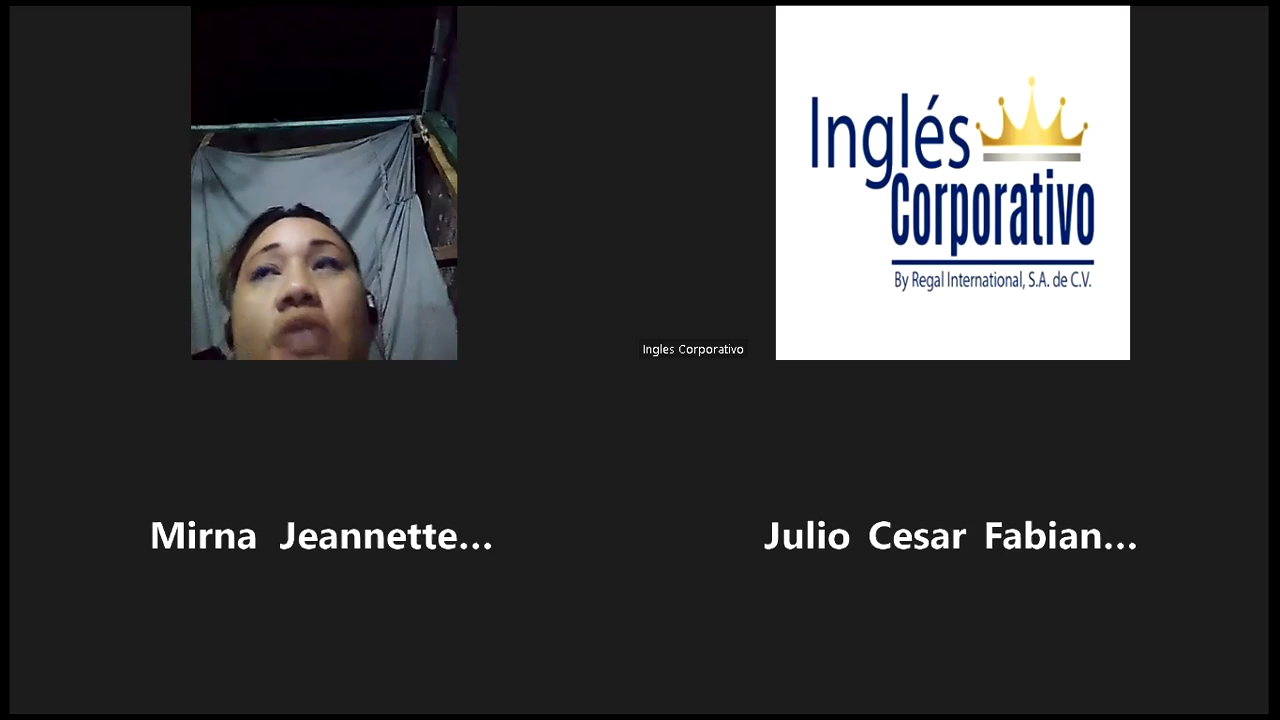 Inglés
Corporativo
By Regal International, S.A. de C.V.
Ingles Corporativo
Mirna Jeannette...
Julio Cesar Fabian...